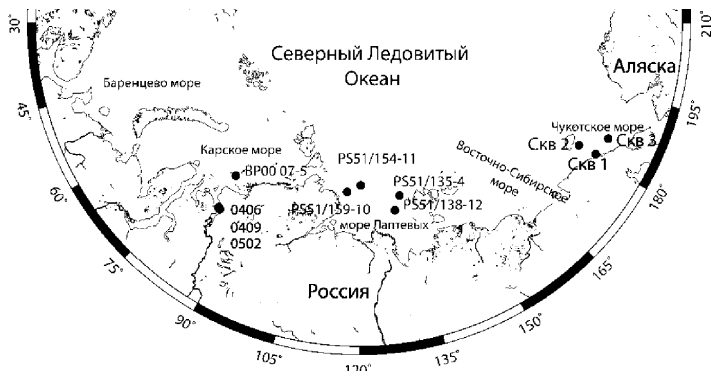 30°
210°
Северный Ледовитый
Океан
Аляска
Баренцево море
45°
195°
Чукотское море
Карское море
Скв 2
Скв 3
Скв 1
Восточно-Сибирское
море
PS51/154-11
BP00 07-5
PS51/135-4
PS51/159-10
PS51/138-12
60°
180°
0406
0409
0502
море Лаптевых
75°
165°
Россия
90°
150°
105°
135°
120°